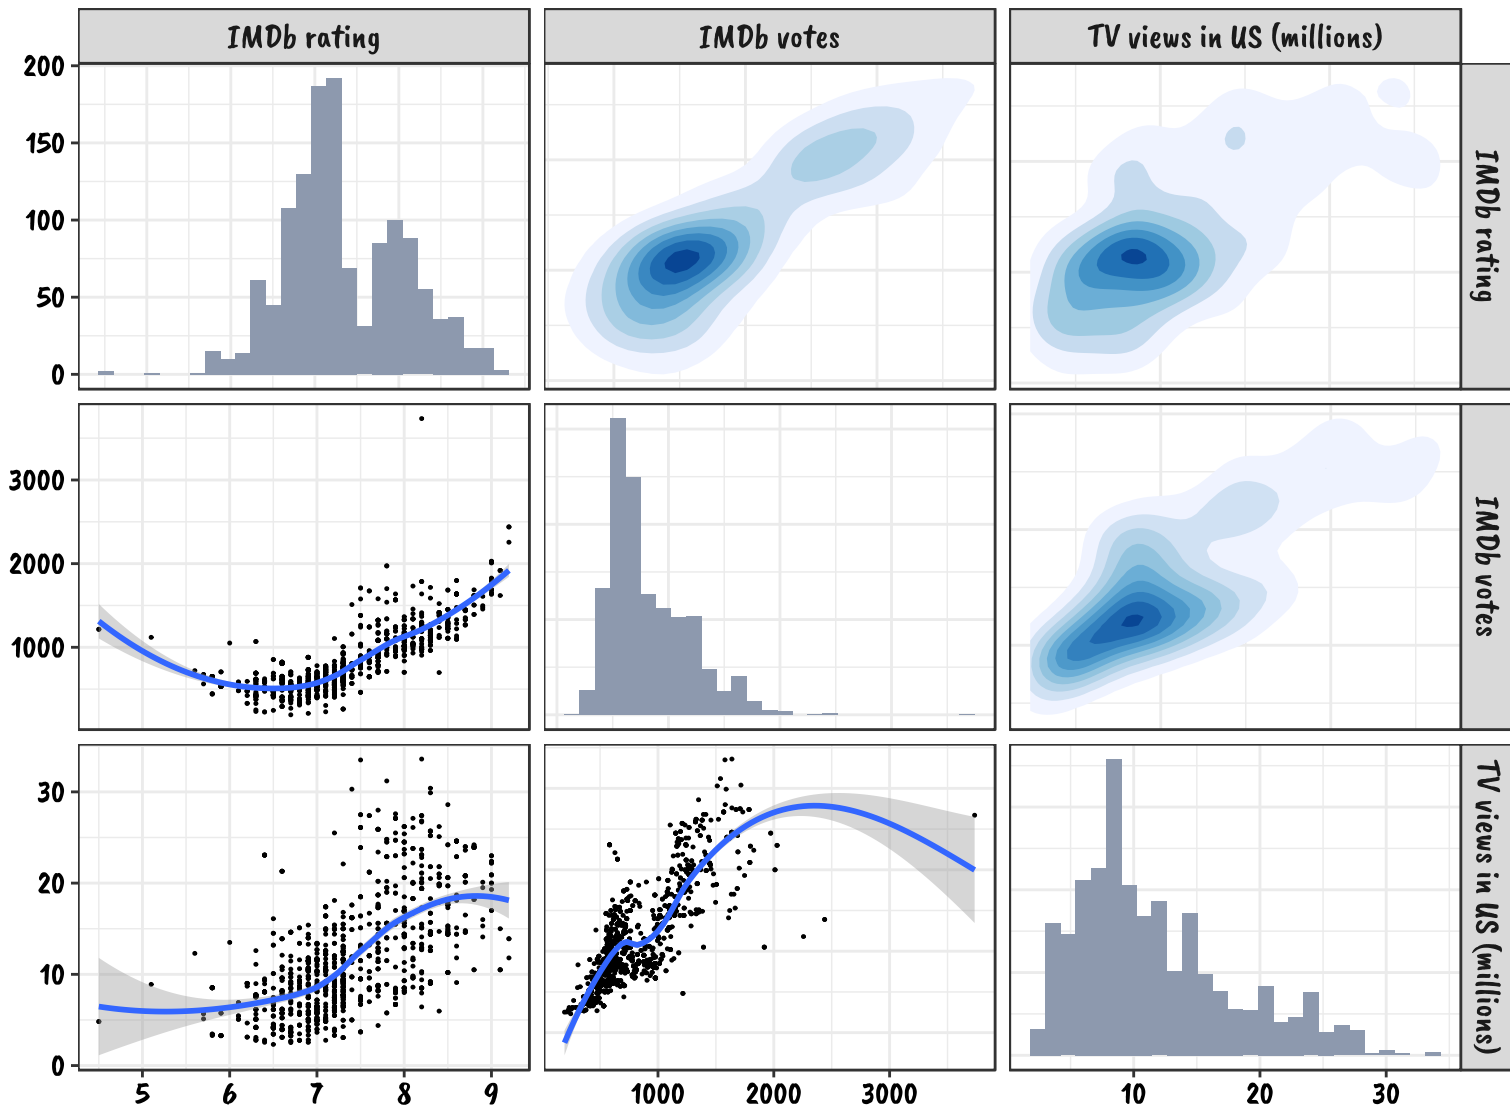 IMDb rating
IMDb votes
TV views in US (millions)
200
150
100
50
0
IMDb rating
3000
2000
1000
IMDb votes
30
20
10
0
TV views in US (millions)
5 6 7 8 9
1000 2000 3000
10 20 30